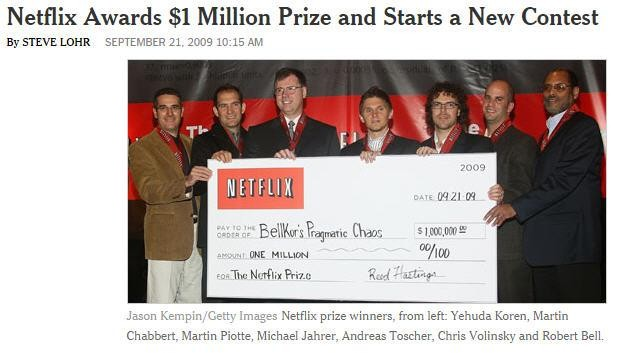 Netflix Awards $1 Million Prize and Starts a New Contest
By STEVE LOHR SEPTEMBER 21, 2009 10:15 AM
The
NETFLIX
2009
DATE 09.21.09
PAY TO THE
ORDER OF BellKor's Pragmatic Chaos $ 1,000,000 00
AMOUNT ONE MILLION 00/100
FOR The Netflix Prize Reed Hastings
Jason Kempin/Getty Images Netflix prize winners, from left: Yehuda Koren, Martin
Chabbert, Martin Piotte, Michael Jahrer, Andreas Toscher, Chris Volinsky and Robert Bell.